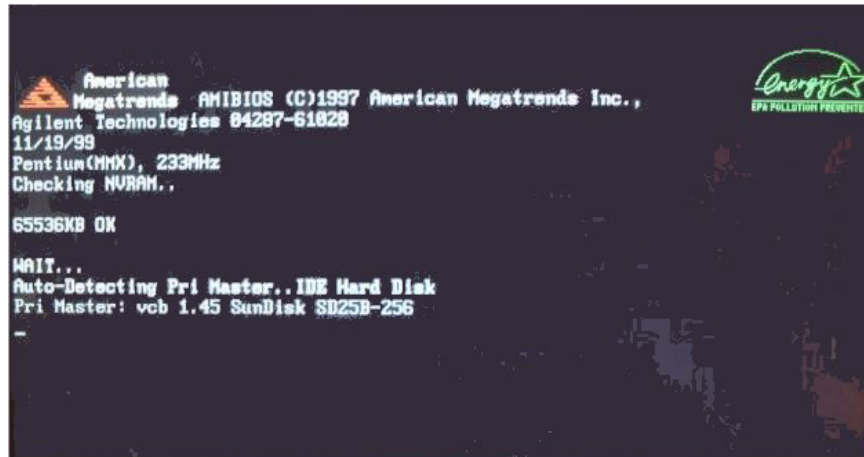 American
Megatrends AMIBIOS (C)1997 American Megatrends Inc.,
energy
EPA POLLUTION PREVENTE
Agilent Technologies 04287-61020
11/19/99
Pentium(MMX), 233MHz
Checking NVRAM..
65536KB OK
WAIT...
Auto-Detecting Pri Master..IDE Hard Disk
Pri Master: vcb 1.45 SunDisk SD25B-256